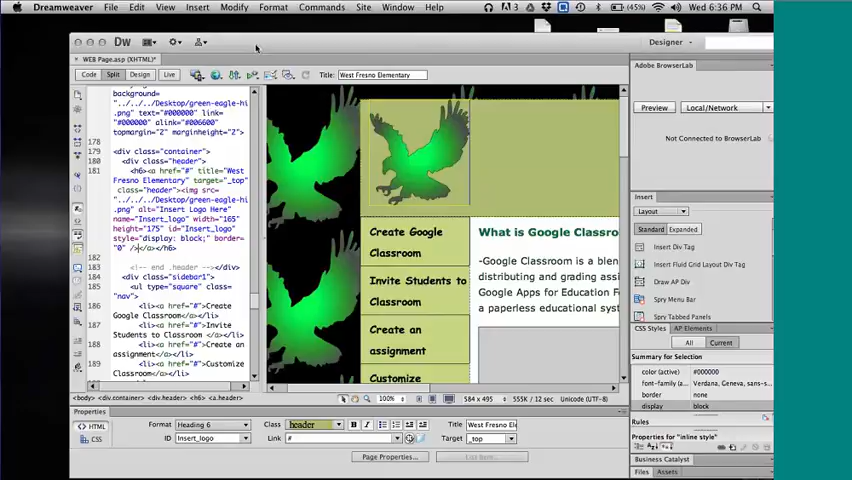 Dreamweaver File Edit View Insert Modify Format Commands Site Window Help 3 (45%) Wed 6:36 PM
Dw Designer
WEB Page.asp (XHTML)*
Code Split Design Live Title: West Fresno Elementary
background=
"../../../Desktop/green-eagle-hi
.png" text="#000000" link=
"#000000" alink="#006600"
topmargin="2" marginheight="2">
178
179 <div class="container">
180 <div class="header">
181 <h6><a href="#" title="West
Fresno Elementary" target="_top
" class="header"><img src=
"../../../Desktop/green-eagle-hi
.png" alt="Insert Logo Here"
name="Insert_logo" width="165"
height="175" id="Insert_logo"
style="display: block;" border=
"0" /></a></h6>
182
183 <!-- end .header --></div>
184 <div class="sidebar1">
185 <ul type="square" class=
"nav">
186 <li><a href="#">Create
Google Classroom</a></li>
187 <li><a href="#">Invite
Students to Classroom </a></li>
188 <li><a href="#">Create an
assignment</a></li>
189 <li><a href="#">Customize
Classroom</a></li>
Create Google
Classroom
Invite Students to
Classroom
Create an
assignment
Customize
What is Google Classro
-Google Classroom is a blen
distributing and grading assi
Google Apps for Education F
a paperless educational syst
Adobe BrowserLab
Preview Local/Network
Not Connected to BrowserLab
Insert
Layout
Standard Expanded
Insert Div Tag
Insert Fluid Grid Layout Div Tag
Draw AP Div
Spry Menu Bar
Spry Tabbed Panels
CSS Styles AP Elements
All Current
Summary for Selection
color (active) #000000
font-family (a... Verdana, Geneva, sans-s...
border none
display block
Rules
Properties for "inline style"
Business Catalyst
Files Assets
<body> <div.container> <div.header> <h6> <a.header> 100% 584 x 495 555K / 12 sec Unicode (UTF-8)
Properties
HTML Format Heading 6 Class header B I Title West Fresno El
CSS ID Insert_logo Link # Target _top
Page Properties... List Item...